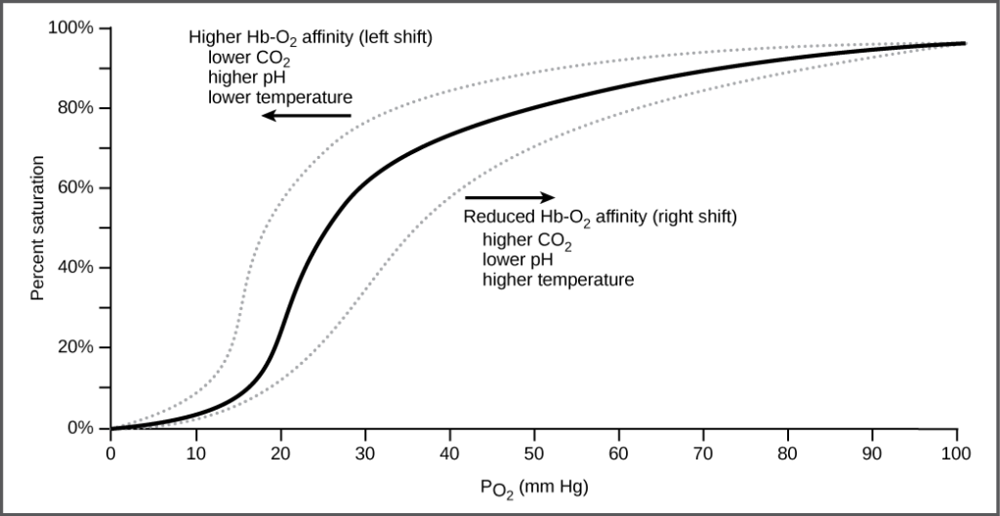 100%
80%
60%
40%
20%
0%
Percent saturation
Higher Hb-O2 affinity (left shift)
lower CO2
higher pH
lower temperature
Reduced Hb-O2 affinity (right shift)
higher CO2
lower pH
higher temperature
0 10 20 30 40 50 60 70 80 90 100
PO2 (mm Hg)